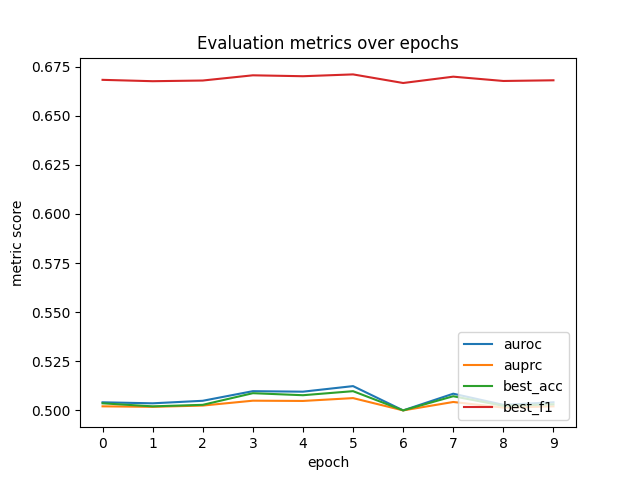 Evaluation metrics over epochs
metric score
0.675
0.650
0.625
0.600
0.575
0.550
0.525
0.500
auroc
auprc
best_acc
best_f1
0 1 2 3 4 5 6 7 8 9
epoch